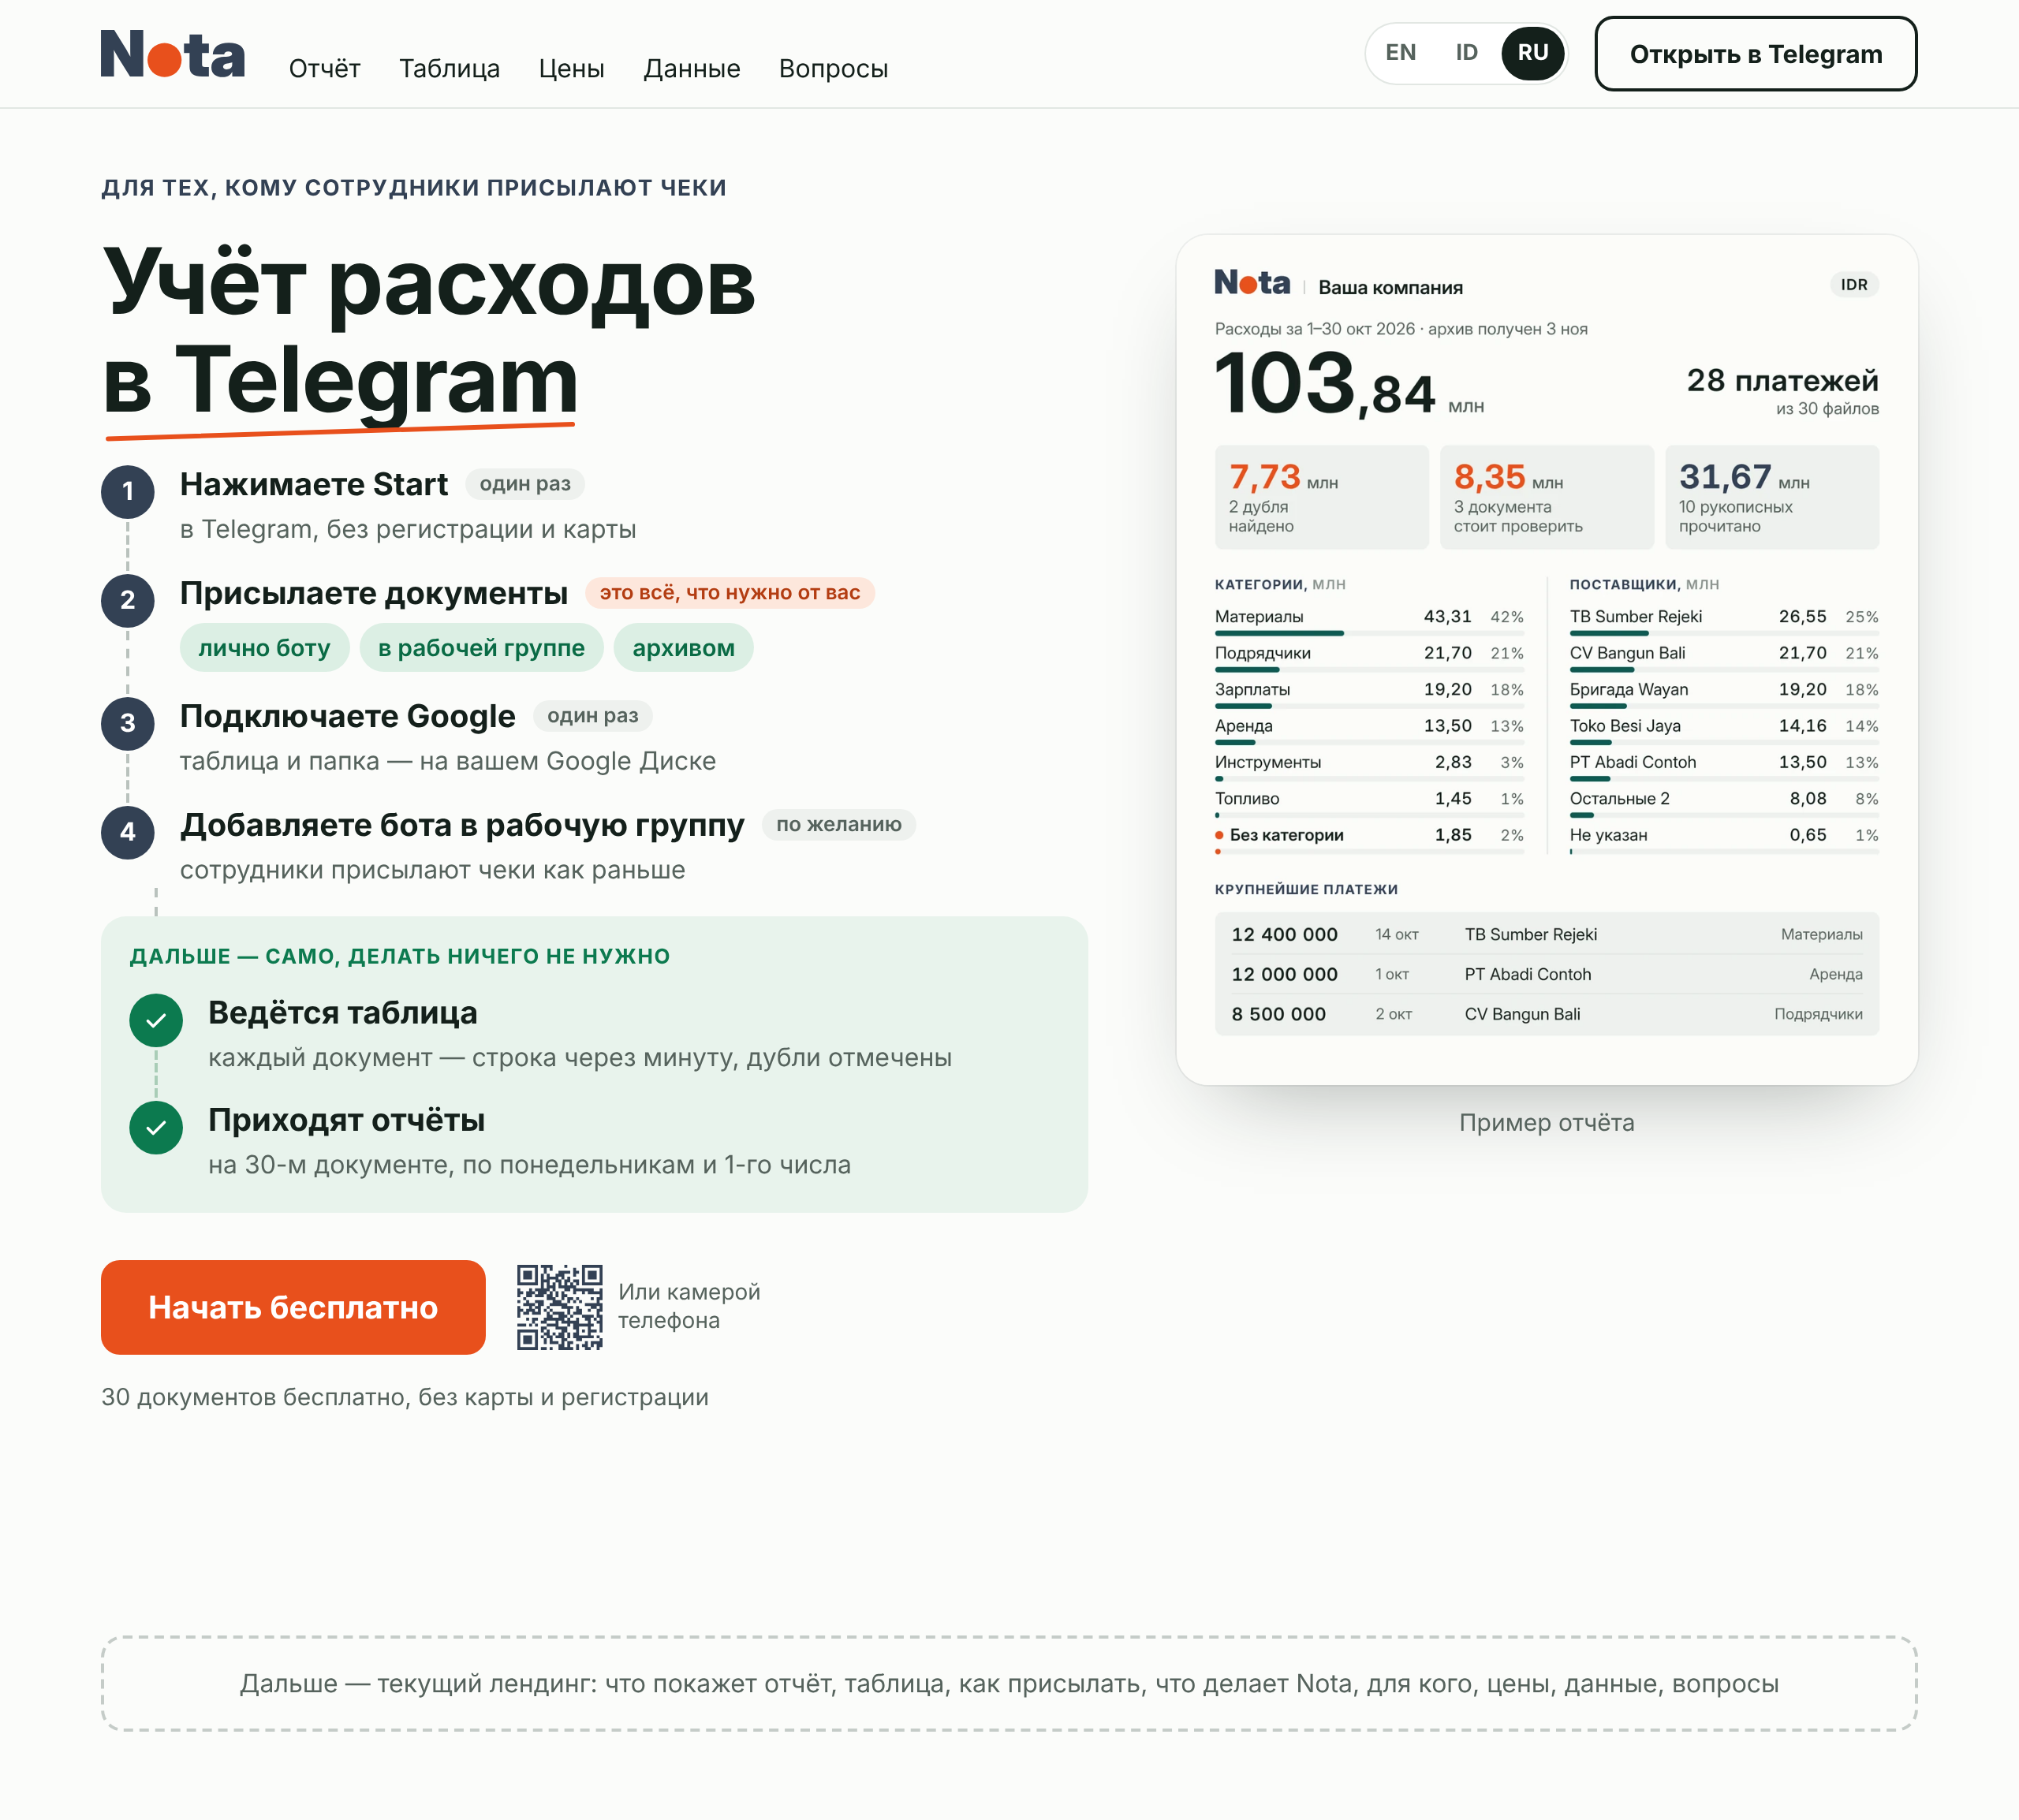 Nota
Отчёт Таблица Цены Данные Вопросы
EN ID RU
Открыть в Telegram
ДЛЯ ТЕХ, КОМУ СОТРУДНИКИ ПРИСЫЛАЮТ ЧЕКИ
Учёт расходов
в Telegram
1 Нажимаете Start один раз
в Telegram, без регистрации и карты
2 Присылаете документы это всё, что нужно от вас
лично боту в рабочей группе архивом
3 Подключаете Google один раз
таблица и папка — на вашем Google Диске
4 Добавляете бота в рабочую группу по желанию
сотрудники присылают чеки как раньше
ДАЛЬШЕ — САМО, ДЕЛАТЬ НИЧЕГО НЕ НУЖНО
Ведётся таблица
каждый документ — строка через минуту, дубли отмечены
Приходят отчёты
на 30-м документе, по понедельникам и 1-го числа
Начать бесплатно
Или камерой
телефона
30 документов бесплатно, без карты и регистрации
Nota | Ваша компания IDR
Расходы за 1–30 окт 2026 · архив получен 3 ноя
103,84 млн
28 платежей
из 30 файлов
7,73 млн
2 дубля
найдено
8,35 млн
3 документа
стоит проверить
31,67 млн
10 рукописных
прочитано
КАТЕГОРИИ, МЛН
Материалы 43,31 42%
Подрядчики 21,70 21%
Зарплаты 19,20 18%
Аренда 13,50 13%
Инструменты 2,83 3%
Топливо 1,45 1%
Без категории 1,85 2%
ПОСТАВЩИКИ, МЛН
TB Sumber Rejeki 26,55 25%
CV Bangun Bali 21,70 21%
Бригада Wayan 19,20 18%
Toko Besi Jaya 14,16 14%
PT Abadi Contoh 13,50 13%
Остальные 2 8,08 8%
Не указан 0,65 1%
КРУПНЕЙШИЕ ПЛАТЕЖИ
12 400 000 14 окт TB Sumber Rejeki Материалы
12 000 000 1 окт PT Abadi Contoh Аренда
8 500 000 2 окт CV Bangun Bali Подрядчики
Пример отчёта
Дальше — текущий лендинг: что покажет отчёт, таблица, как присылать, что делает Nota, для кого, цены, данные, вопросы